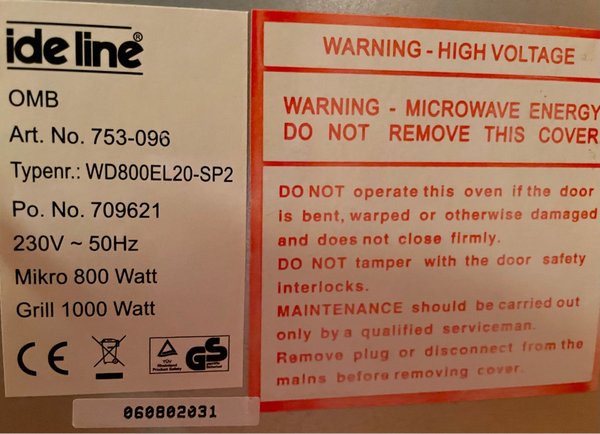 ide line®
OMB
Art. No. 753-096
Typenr.: WD800EL20-SP2
Po. No. 709621
230V ~ 50Hz
Mikro 800 Watt
Grill 1000 Watt
CE
TÜV
Rheinland
Product Safety
GS
060802031
WARNING - HIGH VOLTAGE
WARNING - MICROWAVE ENERGY
DO NOT REMOVE THIS COVER
DO NOT operate this oven if the door
is bent, warped or otherwise damaged
and does not close firmly.
DO NOT tamper with the door safety
interlocks.
MAINTENANCE should be carried out
only by a qualified serviceman.
Remove plug or disconnect from the
mains before removing cover.